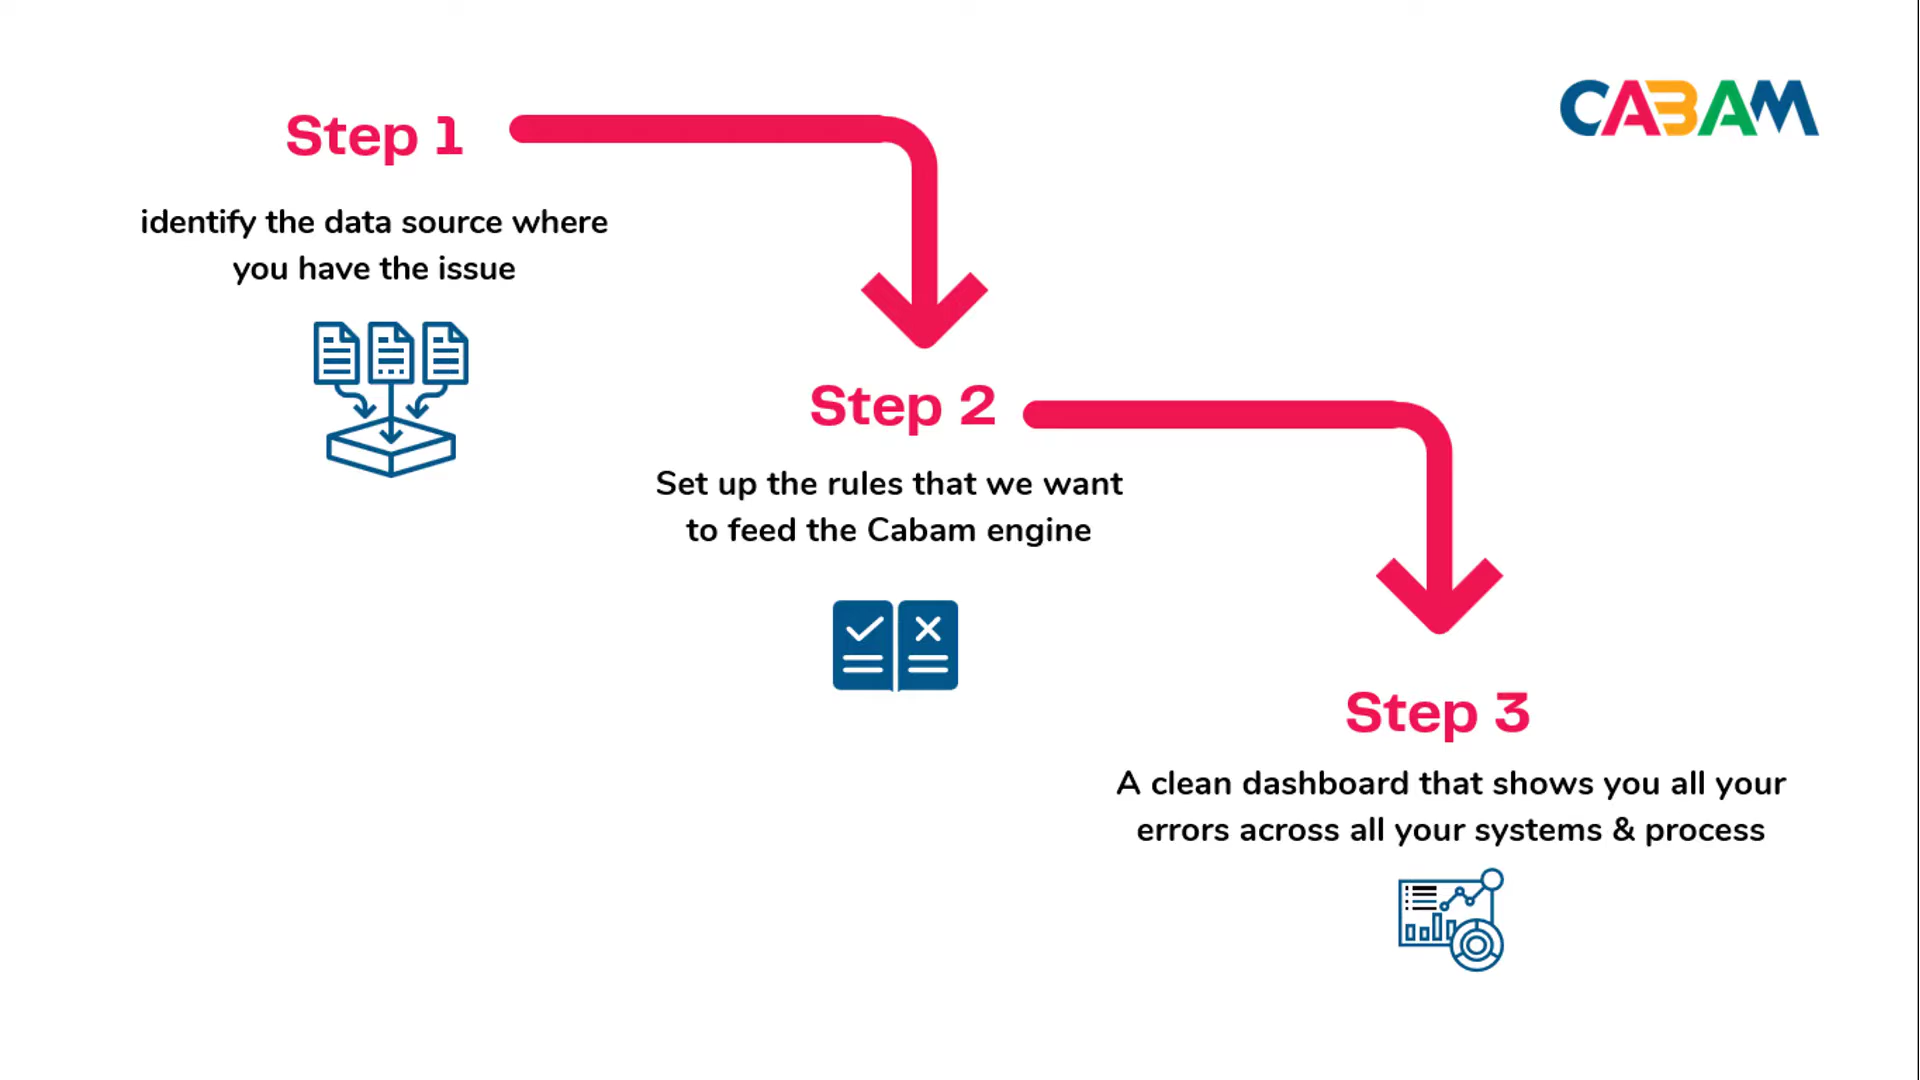 CABAM
Step 1
identify the data source where
you have the issue
Step 2
Set up the rules that we want
to feed the Cabam engine
Step 3
A clean dashboard that shows you all your
errors across all your systems & process